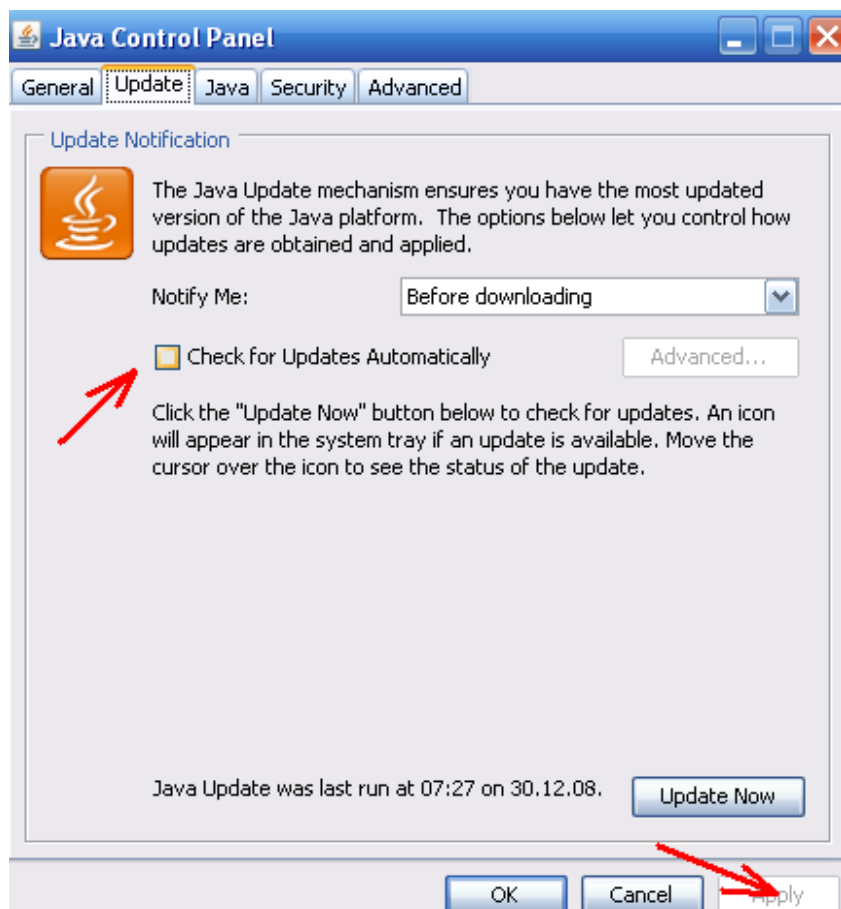 Java Control Panel
General Update Java Security Advanced
Update Notification
The Java Update mechanism ensures you have the most updated
version of the Java platform. The options below let you control how
updates are obtained and applied.
Notify Me: Before downloading
Check for Updates Automatically Advanced...
Click the "Update Now" button below to check for updates. An icon
will appear in the system tray if an update is available. Move the
cursor over the icon to see the status of the update.
Java Update was last run at 07:27 on 30.12.08. Update Now
OK Cancel Apply